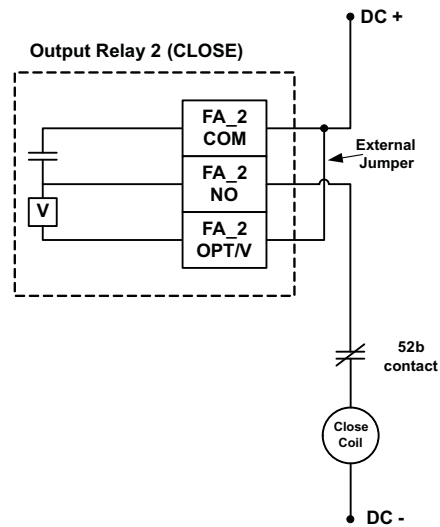 DC +
Output Relay 2 (CLOSE)
FA_2
COM
External
Jumper
FA_2
NO
V
FA_2
OPT/V
52b
contact
Close
Coil
DC -